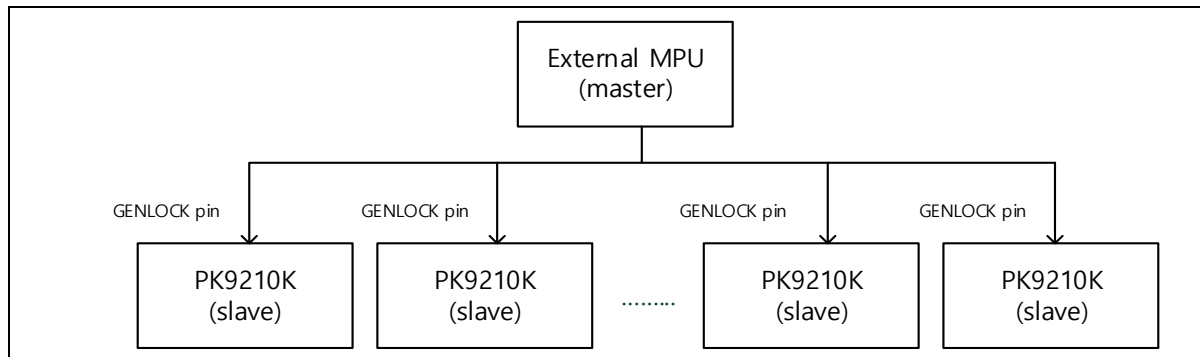 External MPU
(master)
GENLOCK pin
GENLOCK pin
GENLOCK pin
GENLOCK pin
PK9210K
(slave)
PK9210K
(slave)
.........
PK9210K
(slave)
PK9210K
(slave)